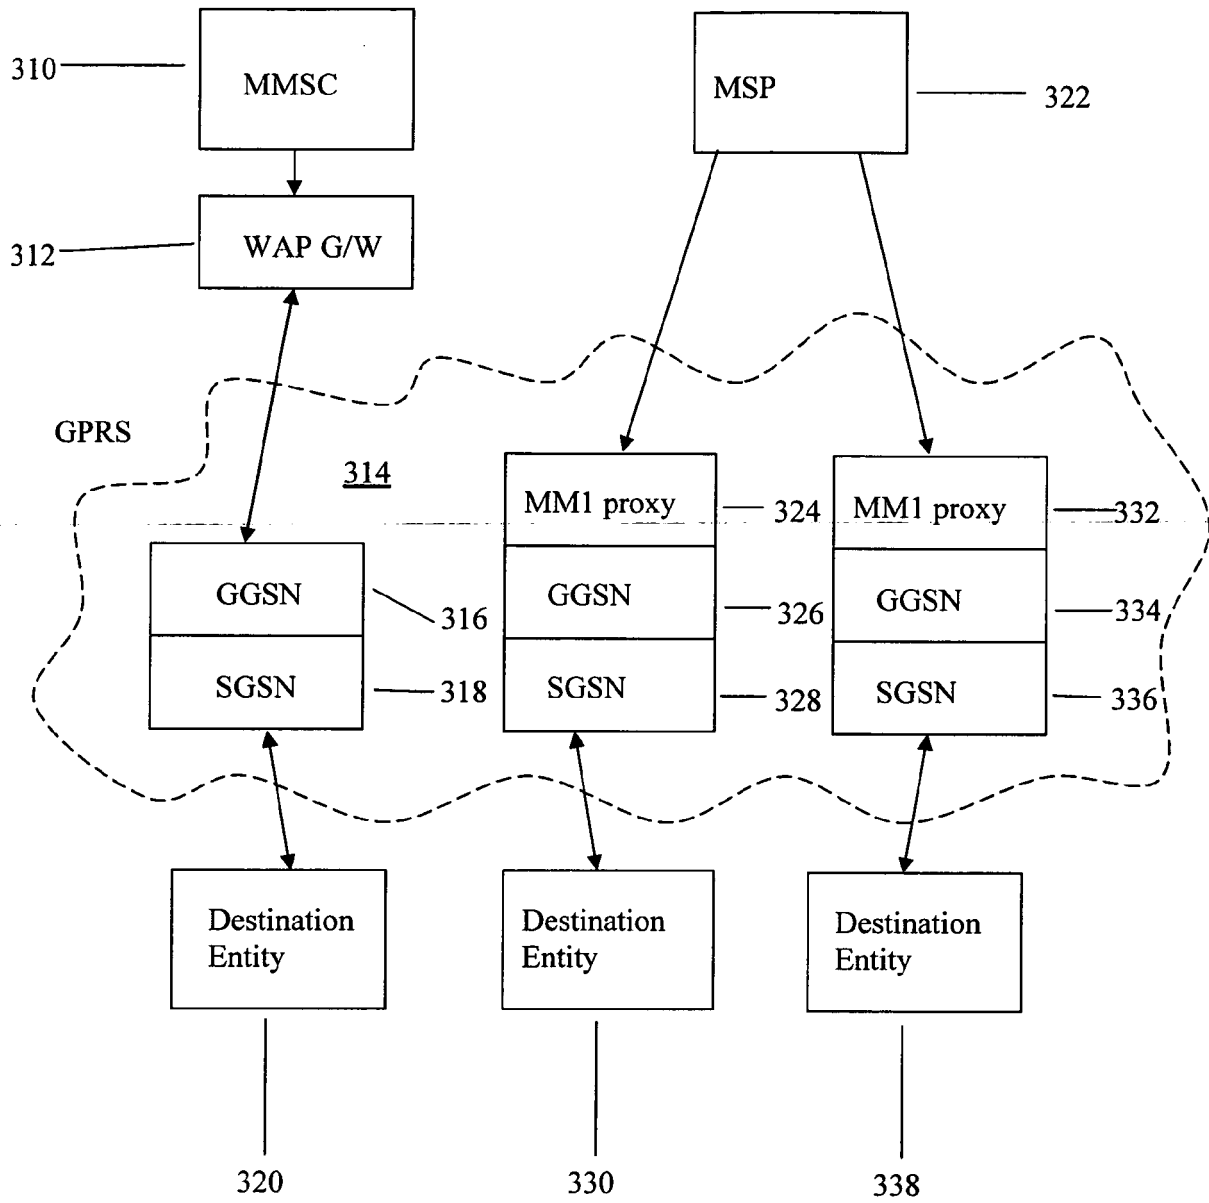 310
MMSC
MSP
322
312
WAP G/W
GPRS
314
MM1 proxy
324
MM1 proxy
332
GGSN
316
GGSN
326
GGSN
334
SGSN
318
SGSN
328
SGSN
336
Destination
Entity
Destination
Entity
Destination
Entity
320
330
338